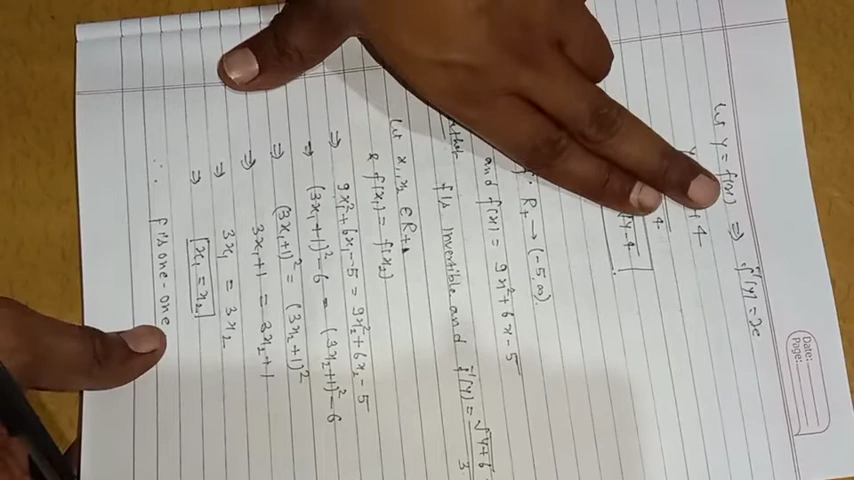 Date:
Page:
Let y = f(x) ⇒ f⁻¹(y) = x
4
4
y-4
f: R₊ → (-5, ∞).
and f(x) = 9x² + 6x - 5
f is invertible and f⁻¹(y) = √y+6
3
Let x₁, x₂ ∈ R₊
& f(x₁) = f(x₂)
⇒ 9x₁² + 6x₁ - 5 = 9x₂² + 6x₂ - 5
⇒ (3x₁+1)² - 6 = (3x₂+1)² - 6
⇒ (3x₁+1)² = (3x₂+1)²
⇒ 3x₁+1 = 3x₂+1
⇒ 3x₁ = 3x₂
⇒ x₁ = x₂
∴ f is one-one